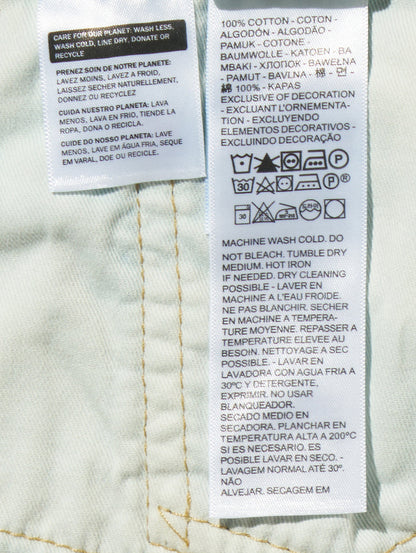 CARE FOR OUR PLANET: WASH LESS,
WASH COLD, LINE DRY, DONATE OR
RECYCLE
PRENEZ SOIN DE NOTRE PLANETE:
LAVEZ MOINS, LAVEZ A FROID,
LAISSEZ SECHER NATURELLEMENT,
DONNEZ OU RECYCLEZ
CUIDA NUESTRO PLANETA: LAVA
MENOS, LAVA EN FRIO, TIENDE LA
ROPA, DONA O RECICLA.
CUIDE DO NOSSO PLANETA: LAVE
MENOS, LAVE EM ÁGUA FRIA, SEQUE
EM VARAL, DOE OU RECICLE.
100% COTTON - COTON -
ALGODÓN - ALGODÃO -
PAMUK - COTONE -
BAUMWOLLE - KATOEN - BA
MBAKI - ХЛОПОК - BAWEŁNA
- PAMUT - BAVLNA - 棉 - 면 -
綿 100% - KAPAS
EXCLUSIVE OF DECORATION
- EXCLUANT L'ORNEMENTA-
TION - EXCLUYENDO
ELEMENTOS DECORATIVOS -
EXCLUINDO DECORAÇÃO
P
30 P ®
30
MACHINE WASH COLD. DO
NOT BLEACH. TUMBLE DRY
MEDIUM. HOT IRON
IF NEEDED. DRY CLEANING
POSSIBLE - LAVER EN
MACHINE A L'EAU FROIDE.
NE PAS BLANCHIR. SECHER
EN MACHINE A TEMPERA-
TURE MOYENNE. REPASSER A
TEMPERATURE ELEVEE AU
BESOIN. NETTOYAGE A SEC
POSSIBLE. - LAVAR EN
LAVADORA CON AGUA FRIA A
30ºC Y DETERGENTE,
EXPRIMIR. NO USAR
BLANQUEADOR.
SECADO MEDIO EN
SECADORA. PLANCHAR EN
TEMPERATURA ALTA A 200°C
SI ES NECESARIO. ES
POSIBLE LAVAR EN SECO. -
LAVAGEM NORMAL ATÉ 30º.
NÃO
ALVEJAR. SECAGEM EM